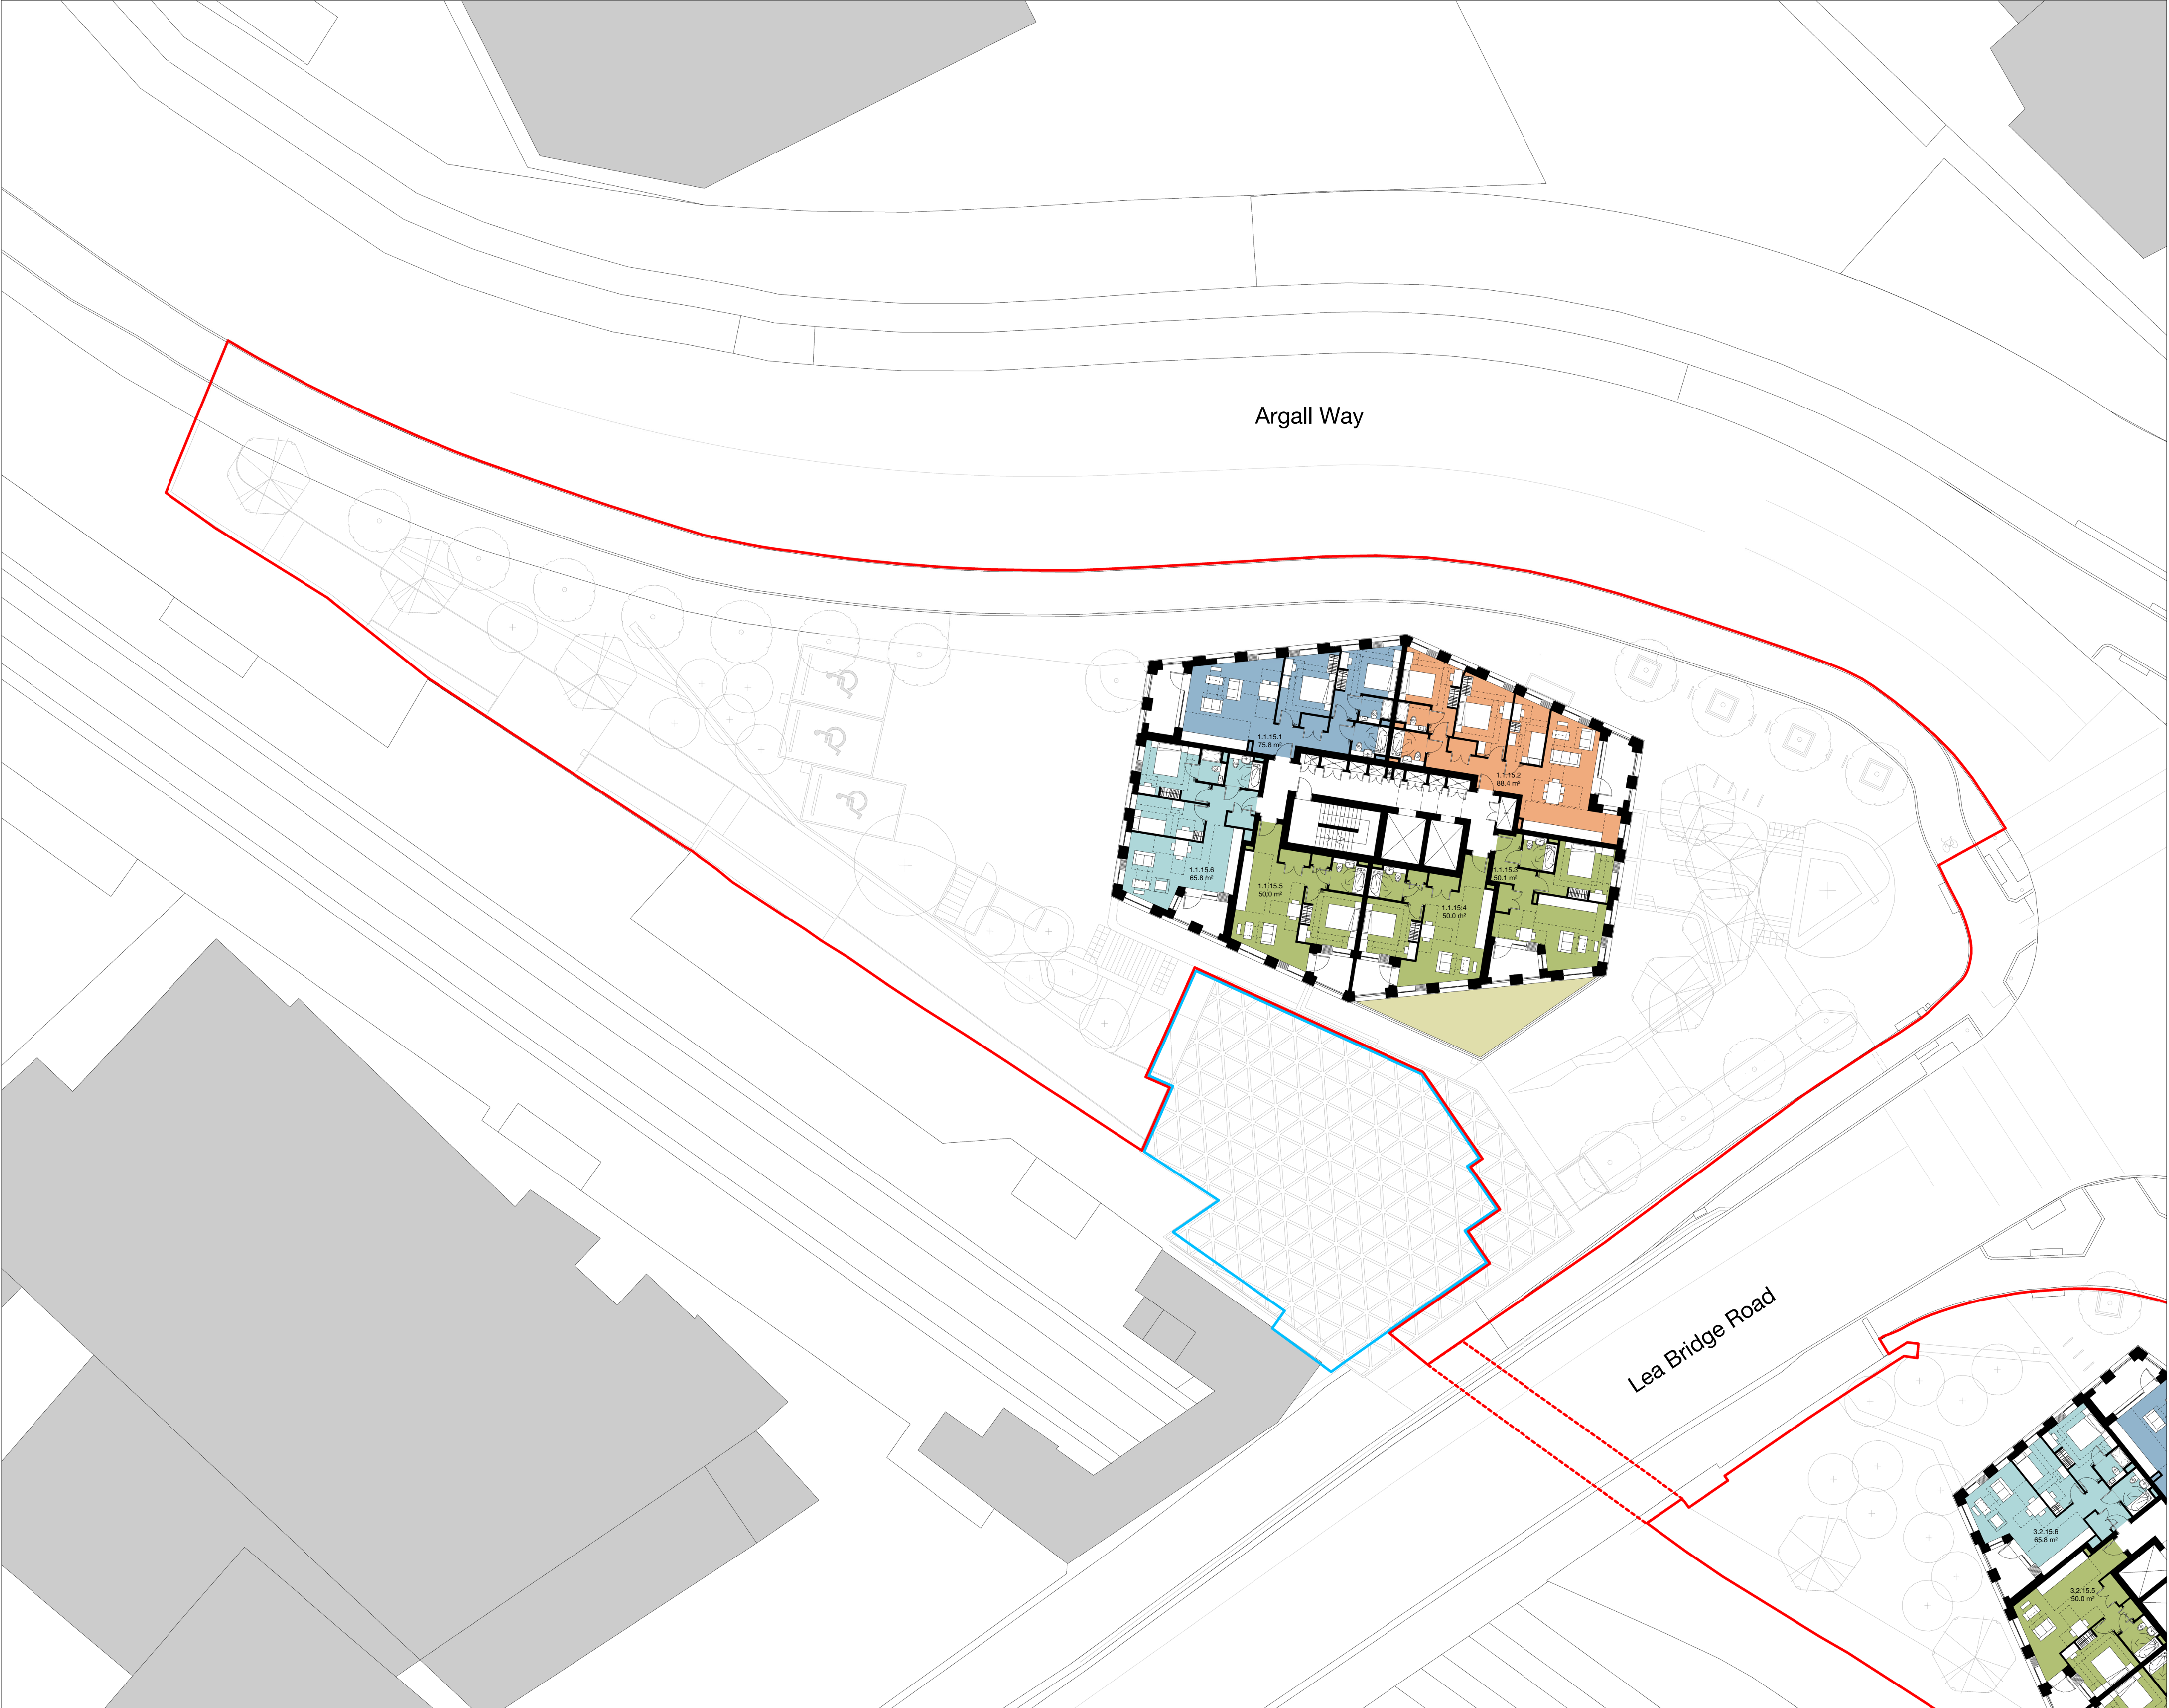 Argall Way
1.1.15.1
75.8 m²
1.1.15.2
88.4 m²
1.1.15.6
65.8 m²
1.1.15.5
50.0 m²
1.1.15.3
50.1 m²
1.1.15.4
50.0 m²
Lea Bridge Road
3.2.15.6
65.8 m²
3.2.15.5
50.0 m²